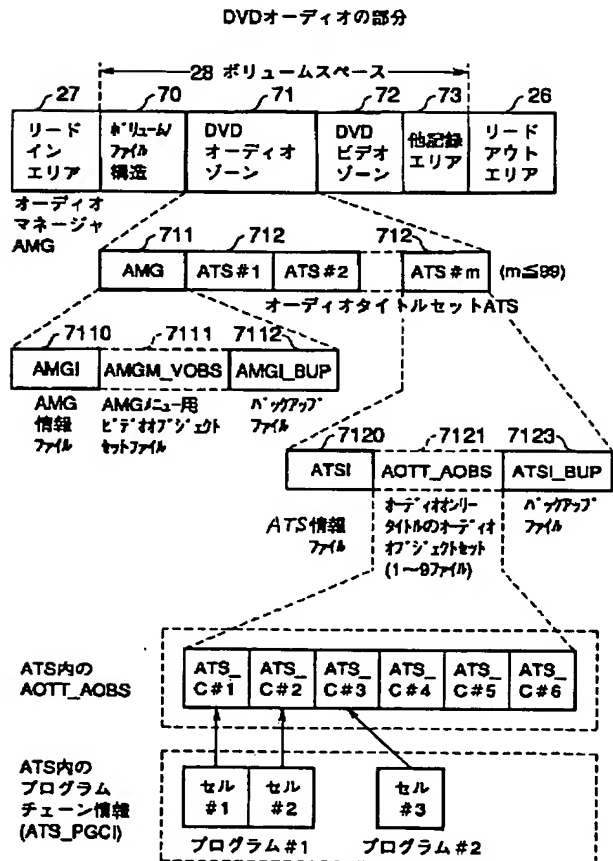 DVDオーディオの部分
28 ボリュームスペース
27
70
71
72
73
26
リード
イン
エリア
ボリューム/
ファイル
構造
DVD
オーディオ
ゾーン
DVD
ビデオ
ゾーン
他記録
エリア
リード
アウト
エリア
オーディオ
マネージャ
AMG
711
712
712
AMG
ATS#1
ATS#2
ATS#m
(m≦99)
オーディオタイトルセットATS
7110
7111
7112
AMGI
AMGM_VOBS
AMGI_BUP
AMG
情報
ファイル
AMGメニュー用
ビデオオブジェクト
セットファイル
バックアップ
ファイル
7120
7121
7123
ATSI
AOTT_AOBS
ATSI_BUP
ATS情報
ファイル
オーディオオンリー
タイトルのオーディオ
オブジェクトセット
(1〜9ファイル)
バックアップ
ファイル
ATS内の
AOTT_AOBS
ATS_
C#1
ATS_
C#2
ATS_
C#3
ATS_
C#4
ATS_
C#5
ATS_
C#6
ATS内の
プログラム
チェーン情報
(ATS_PGCI)
セル
#1
セル
#2
セル
#3
プログラム#1
プログラム#2